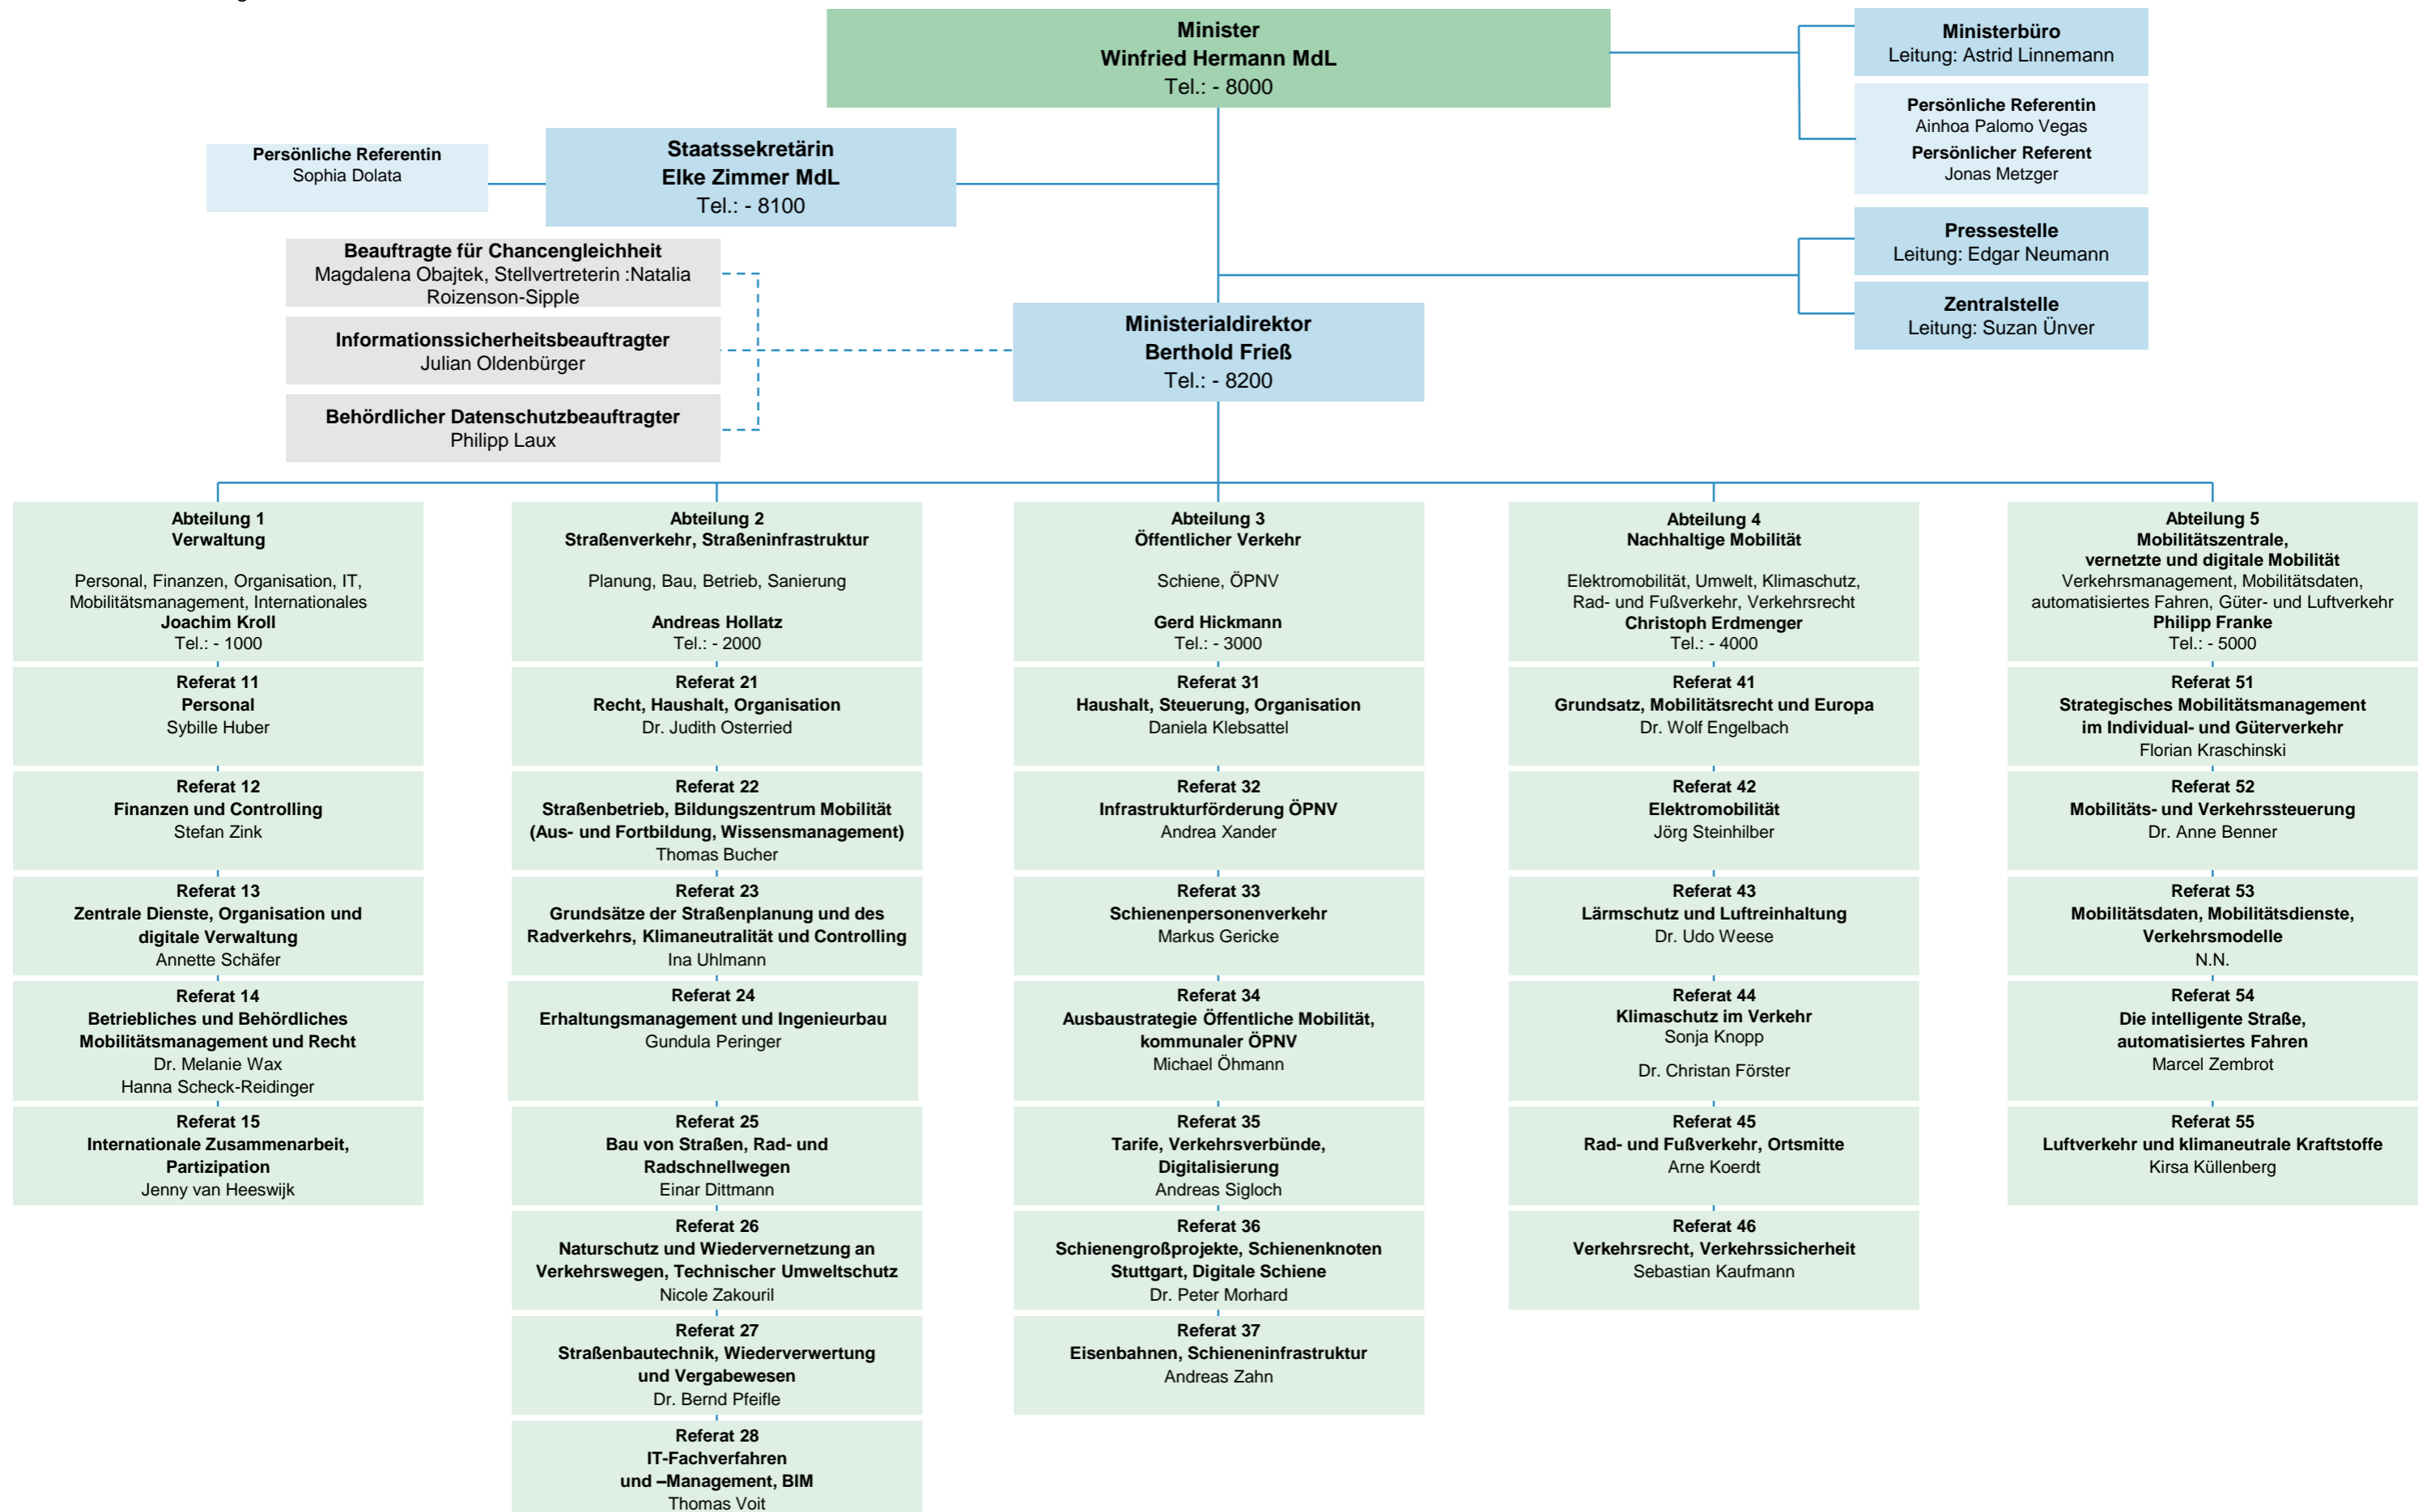 Minister
Winfried Hermann MdL
Tel.: - 8000
Ministerbüro
Leitung: Astrid Linnemann
Persönliche Referentin
Ainhoa Palomo Vegas
Persönlicher Referent
Jonas Metzger
Persönliche Referentin
Sophia Dolata
Staatssekretärin
Elke Zimmer MdL
Tel.: - 8100
Pressestelle
Leitung: Edgar Neumann
Zentralstelle
Leitung: Suzan Ünver
Beauftragte für Chancengleichheit
Magdalena Obajtek, Stellvertreterin :Natalia
Roizenson-Sipple
Informationssicherheitsbeauftragter
Julian Oldenbürger
Behördlicher Datenschutzbeauftragter
Philipp Laux
Ministerialdirektor
Berthold Frieß
Tel.: - 8200
Abteilung 1
Verwaltung
Personal, Finanzen, Organisation, IT,
Mobilitätsmanagement, Internationales
Joachim Kroll
Tel.: - 1000
Referat 11
Personal
Sybille Huber
Referat 12
Finanzen und Controlling
Stefan Zink
Referat 13
Zentrale Dienste, Organisation und
digitale Verwaltung
Annette Schäfer
Referat 14
Betriebliches und Behördliches
Mobilitätsmanagement und Recht
Dr. Melanie Wax
Hanna Scheck-Reidinger
Referat 15
Internationale Zusammenarbeit,
Partizipation
Jenny van Heeswijk
Abteilung 2
Straßenverkehr, Straßeninfrastruktur
Planung, Bau, Betrieb, Sanierung
Andreas Hollatz
Tel.: - 2000
Referat 21
Recht, Haushalt, Organisation
Dr. Judith Osterried
Referat 22
Straßenbetrieb, Bildungszentrum Mobilität
(Aus- und Fortbildung, Wissensmanagement)
Thomas Bucher
Referat 23
Grundsätze der Straßenplanung und des
Radverkehrs, Klimaneutralität und Controlling
Ina Uhlmann
Referat 24
Erhaltungsmanagement und Ingenieurbau
Gundula Peringer
Referat 25
Bau von Straßen, Rad- und
Radschnellwegen
Einar Dittmann
Referat 26
Naturschutz und Wiedervernetzung an
Verkehrswegen, Technischer Umweltschutz
Nicole Zakouril
Referat 27
Straßenbautechnik, Wiederverwertung
und Vergabewesen
Dr. Bernd Pfeifle
Referat 28
IT-Fachverfahren
und –Management, BIM
Thomas Voit
Abteilung 3
Öffentlicher Verkehr
Schiene, ÖPNV
Gerd Hickmann
Tel.: - 3000
Referat 31
Haushalt, Steuerung, Organisation
Daniela Klebsattel
Referat 32
Infrastrukturförderung ÖPNV
Andrea Xander
Referat 33
Schienenpersonenverkehr
Markus Gericke
Referat 34
Ausbaustrategie Öffentliche Mobilität,
kommunaler ÖPNV
Michael Öhmann
Referat 35
Tarife, Verkehrsverbünde,
Digitalisierung
Andreas Sigloch
Referat 36
Schienengroßprojekte, Schienenknoten
Stuttgart, Digitale Schiene
Dr. Peter Morhard
Referat 37
Eisenbahnen, Schieneninfrastruktur
Andreas Zahn
Abteilung 4
Nachhaltige Mobilität
Elektromobilität, Umwelt, Klimaschutz,
Rad- und Fußverkehr, Verkehrsrecht
Christoph Erdmenger
Tel.: - 4000
Referat 41
Grundsatz, Mobilitätsrecht und Europa
Dr. Wolf Engelbach
Referat 42
Elektromobilität
Jörg Steinhilber
Referat 43
Lärmschutz und Luftreinhaltung
Dr. Udo Weese
Referat 44
Klimaschutz im Verkehr
Sonja Knopp
Dr. Christan Förster
Referat 45
Rad- und Fußverkehr, Ortsmitte
Arne Koerdt
Referat 46
Verkehrsrecht, Verkehrssicherheit
Sebastian Kaufmann
Abteilung 5
Mobilitätszentrale,
vernetzte und digitale Mobilität
Verkehrsmanagement, Mobilitätsdaten,
automatisiertes Fahren, Güter- und Luftverkehr
Philipp Franke
Tel.: - 5000
Referat 51
Strategisches Mobilitätsmanagement
im Individual- und Güterverkehr
Florian Kraschinski
Referat 52
Mobilitäts- und Verkehrssteuerung
Dr. Anne Benner
Referat 53
Mobilitätsdaten, Mobilitätsdienste,
Verkehrsmodelle
N.N.
Referat 54
Die intelligente Straße,
automatisiertes Fahren
Marcel Zembrot
Referat 55
Luftverkehr und klimaneutrale Kraftstoffe
Kirsa Küllenberg